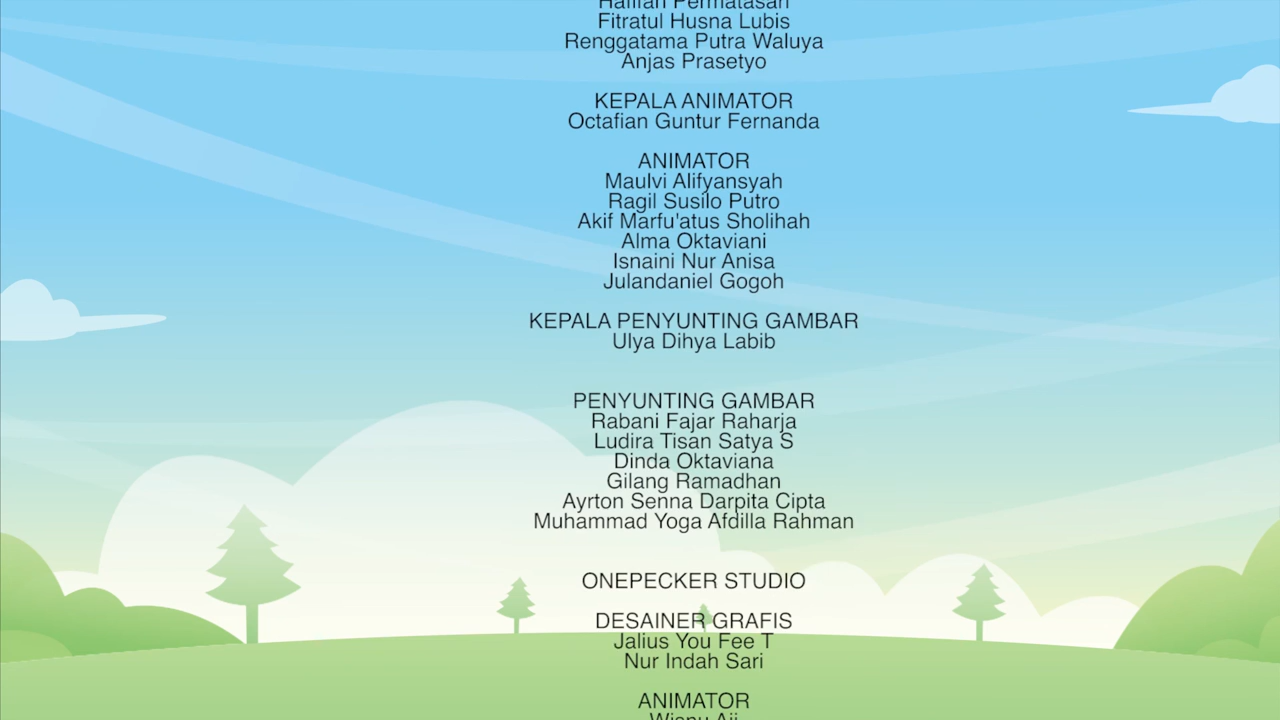 Fitratul Husna Lubis
Renggatama Putra Waluya
Anjas Prasetyo
KEPALA ANIMATOR
Octafian Guntur Fernanda
ANIMATOR
Maulvi Alifyansyah
Ragil Susilo Putro
Akif Marfu'atus Sholihah
Alma Oktaviani
Isnaini Nur Anisa
Julandaniel Gogoh
KEPALA PENYUNTING GAMBAR
Ulya Dihya Labib
PENYUNTING GAMBAR
Rabani Fajar Raharja
Ludira Tisan Satya S
Dinda Oktaviana
Gilang Ramadhan
Ayrton Senna Darpita Cipta
Muhammad Yoga Afdilla Rahman
ONEPECKER STUDIO
DESAINER GRAFIS
Jalius You Fee T
Nur Indah Sari
ANIMATOR